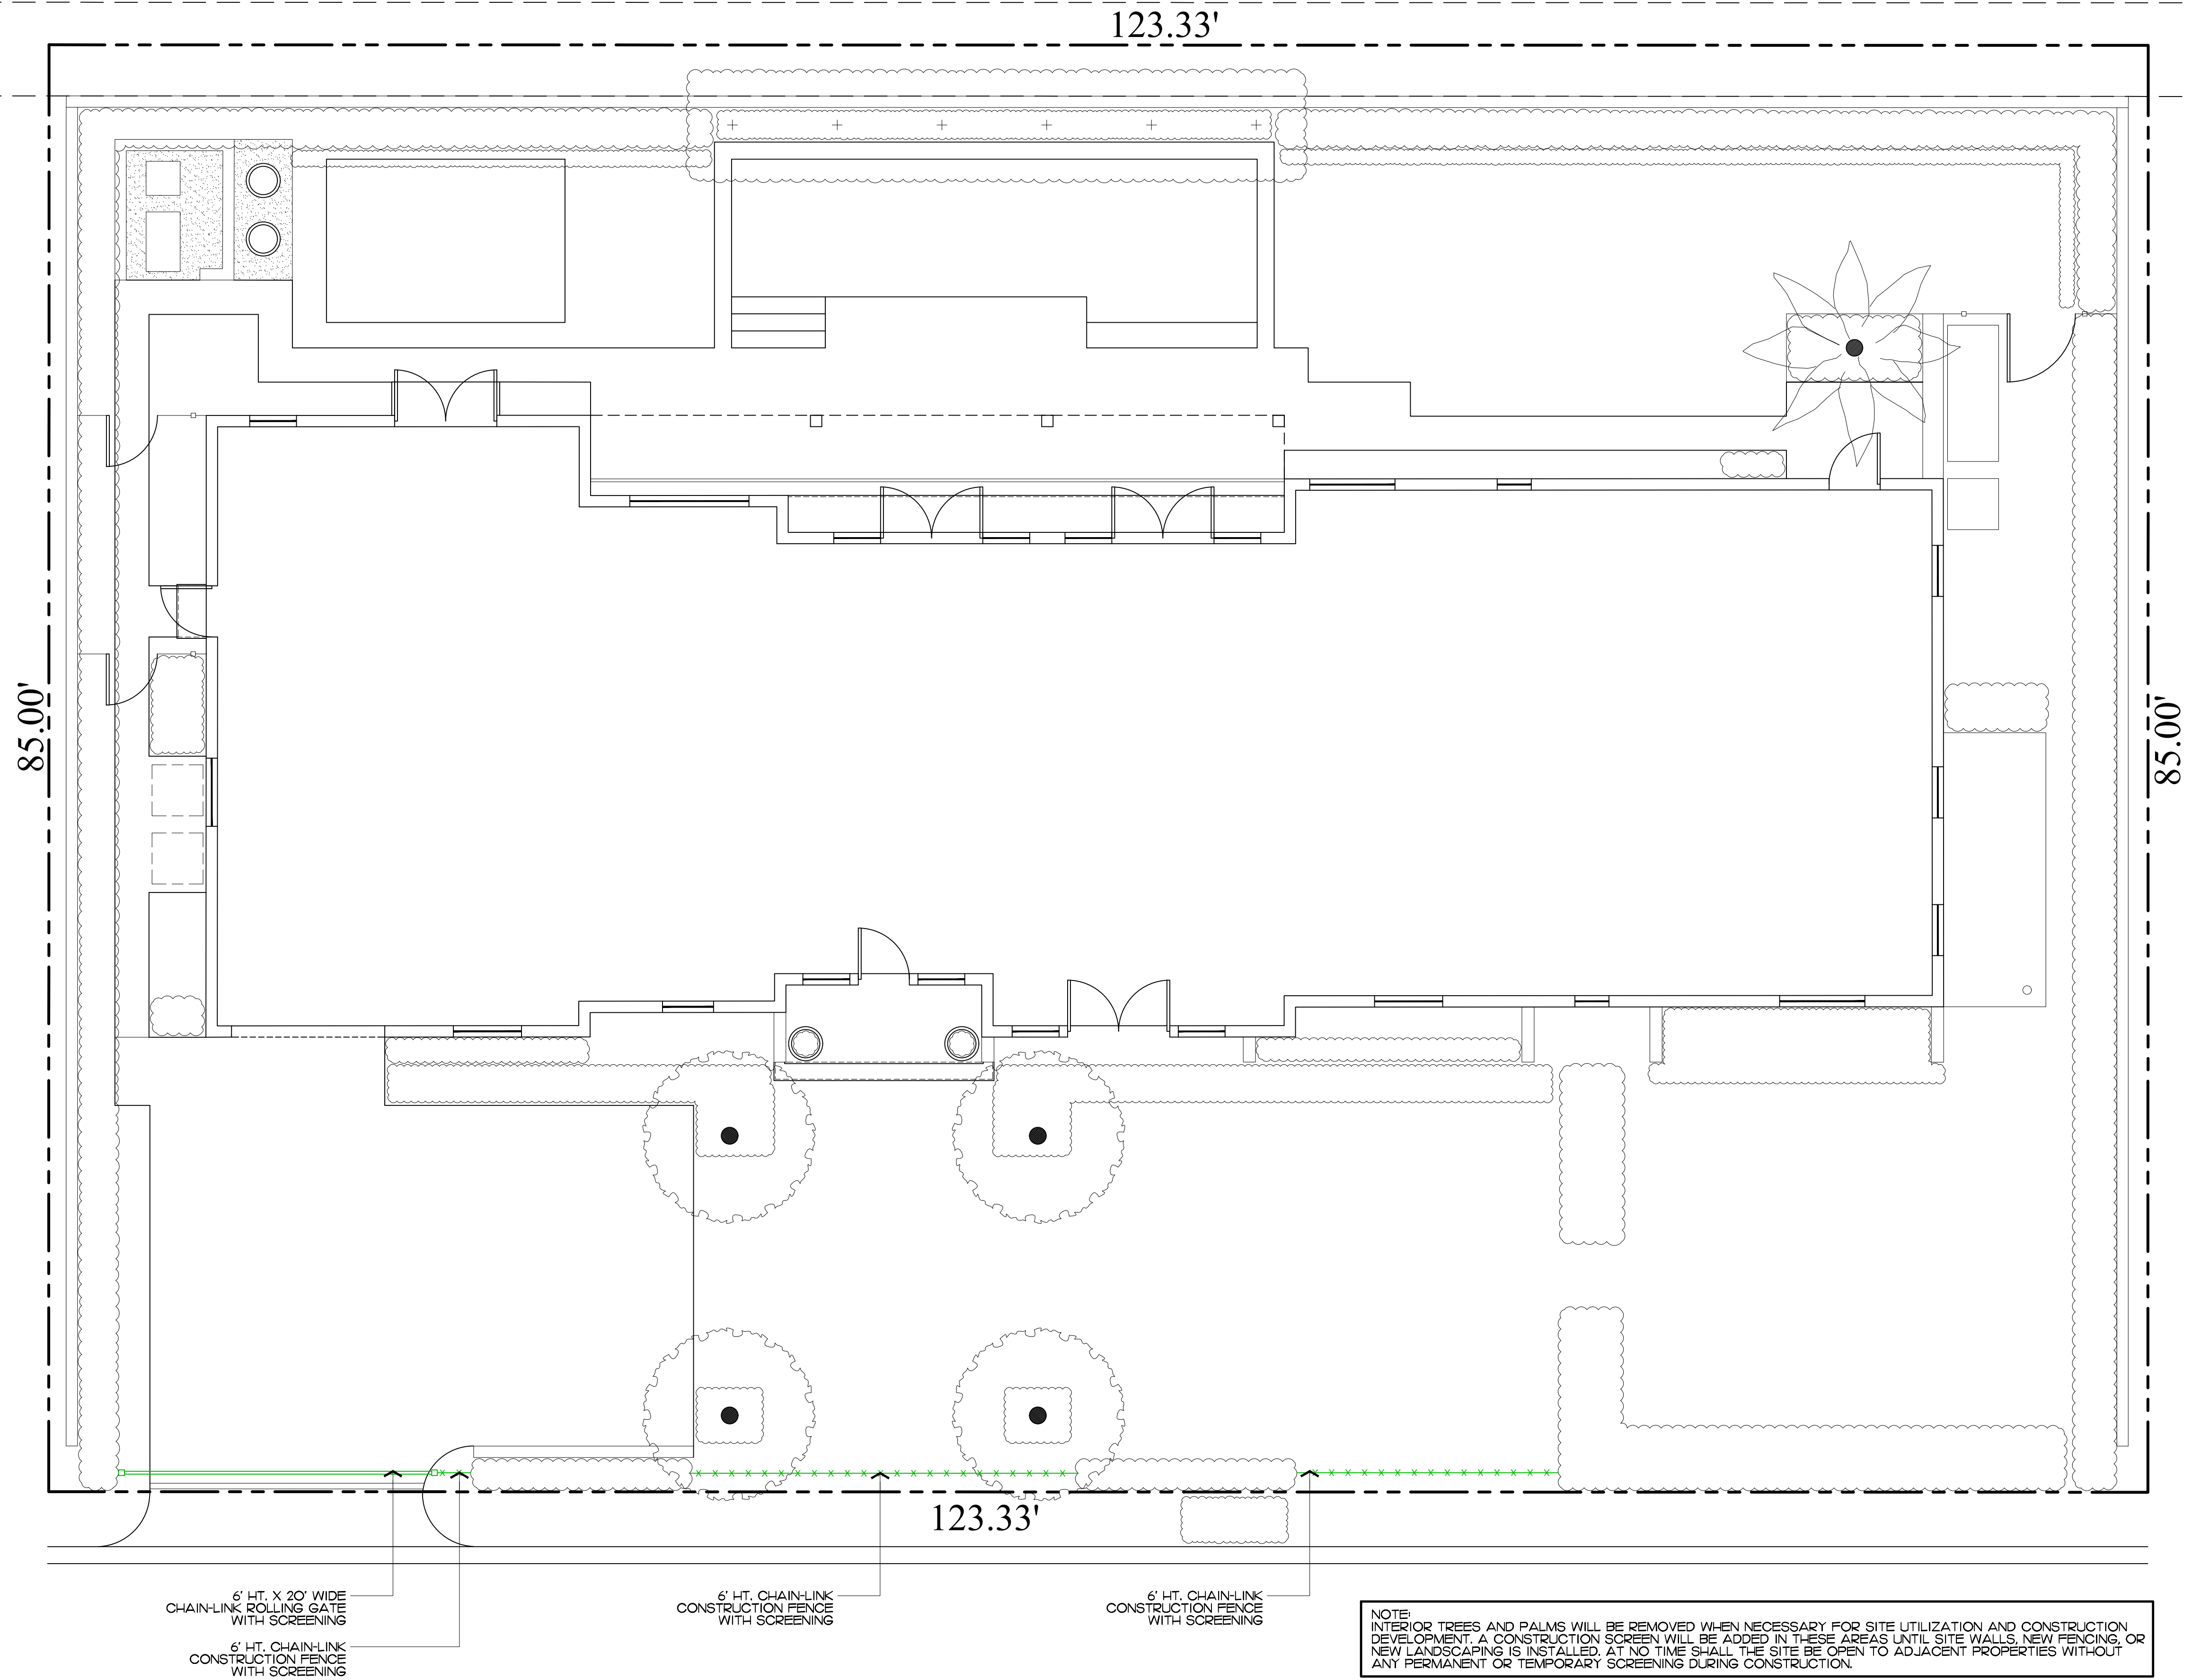 123.33'
85.00'
85.00'
123.33'
6' HT. X 20' WIDE
CHAIN-LINK ROLLING GATE
WITH SCREENING
6' HT. CHAIN-LINK
CONSTRUCTION FENCE
WITH SCREENING
6' HT. CHAIN-LINK
CONSTRUCTION FENCE
WITH SCREENING
6' HT. CHAIN-LINK
CONSTRUCTION FENCE
WITH SCREENING
NOTE:
INTERIOR TREES AND PALMS WILL BE REMOVED WHEN NECESSARY FOR SITE UTILIZATION AND CONSTRUCTION
DEVELOPMENT. A CONSTRUCTION SCREEN WILL BE ADDED IN THESE AREAS UNTIL SITE WALLS, NEW FENCING, OR
NEW LANDSCAPING IS INSTALLED. AT NO TIME SHALL THE SITE BE OPEN TO ADJACENT PROPERTIES WITHOUT
ANY PERMANENT OR TEMPORARY SCREENING DURING CONSTRUCTION.